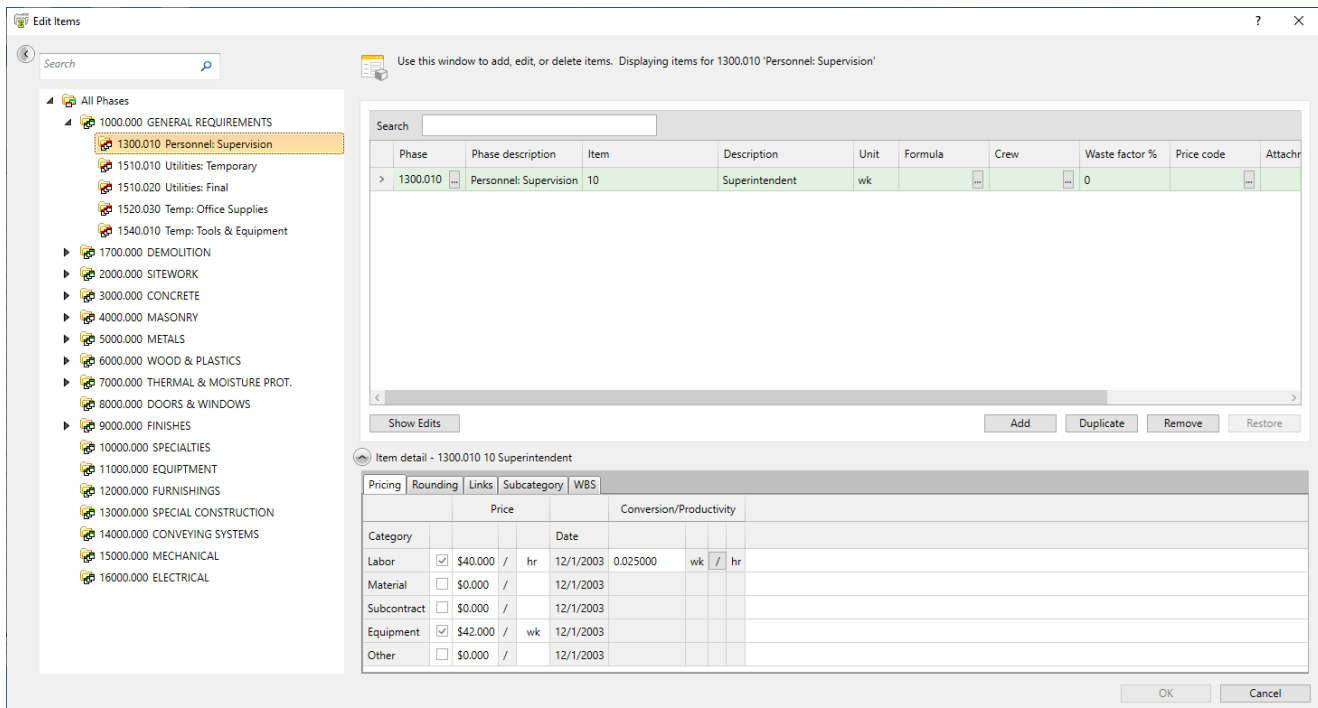 Edit Items
?
Search
Use this window to add, edit, or delete items. Displaying items for 1300.010 'Personnel: Supervision'
All Phases
1000.000 GENERAL REQUIREMENTS
1300.010 Personnel: Supervision
1510.010 Utilities: Temporary
1510.020 Utilities: Final
1520.030 Temp: Office Supplies
1540.010 Temp: Tools & Equipment
1700.000 DEMOLITION
2000.000 SITEWORK
3000.000 CONCRETE
4000.000 MASONRY
5000.000 METALS
6000.000 WOOD & PLASTICS
7000.000 THERMAL & MOISTURE PROT.
8000.000 DOORS & WINDOWS
9000.000 FINISHES
10000.000 SPECIALTIES
11000.000 EQUIPTMENT
12000.000 FURNISHINGS
13000.000 SPECIAL CONSTRUCTION
14000.000 CONVEYING SYSTEMS
15000.000 MECHANICAL
16000.000 ELECTRICAL
Search
Phase Phase description Item Description Unit Formula Crew Waste factor % Price code Attachr
1300.010 ... Personnel: Supervision 10 Superintendent wk ... ... 0 ...
Show Edits Add Duplicate Remove Restore
Item detail - 1300.010 10 Superintendent
Pricing Rounding Links Subcategory WBS
Price Conversion/Productivity
Category Date
Labor $40.000 / hr 12/1/2003 0.025000 wk / hr
Material $0.000 / 12/1/2003
Subcontract $0.000 / 12/1/2003
Equipment $42.000 / wk 12/1/2003
Other $0.000 / 12/1/2003
OK Cancel